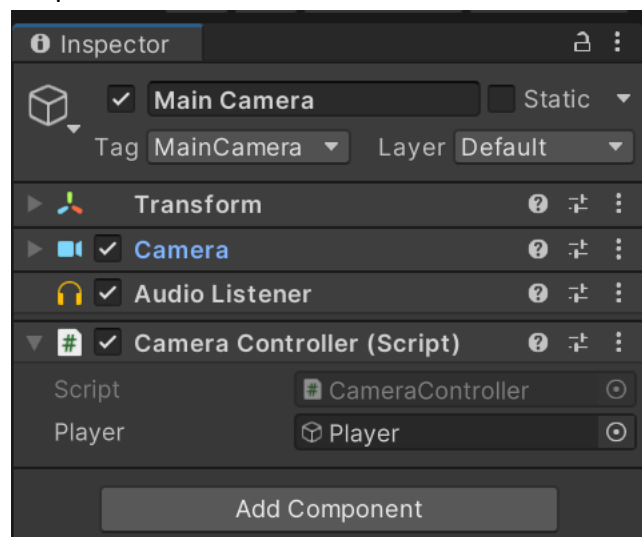 Inspector
Main Camera Static
Tag MainCamera Layer Default
Transform
Camera
Audio Listener
# Camera Controller (Script)
Script # CameraController
Player Player
Add Component